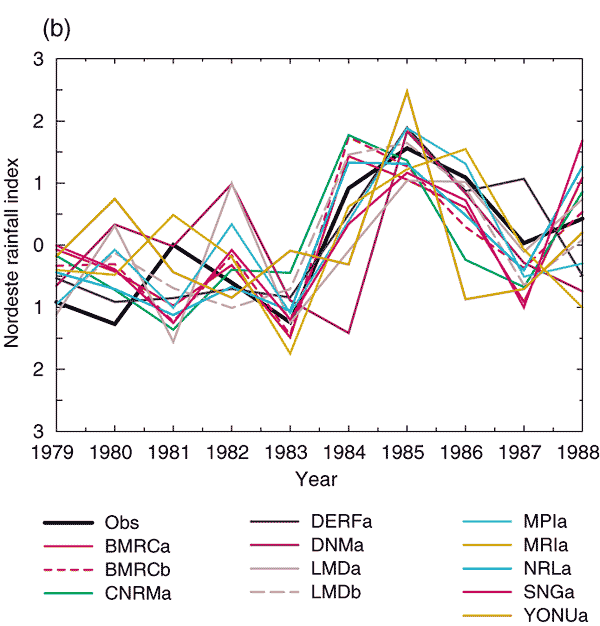 (b)
3
2
1
0
1
2
3
Nordeste rainfall index
1979 1980 1981 1982 1983 1984 1985 1986 1987 1988
Year
Obs
BMRCa
BMRCb
CNRMa
DERFa
DNMa
LMDa
LMDb
MPIa
MRIa
NRLa
SNGa
YONUa